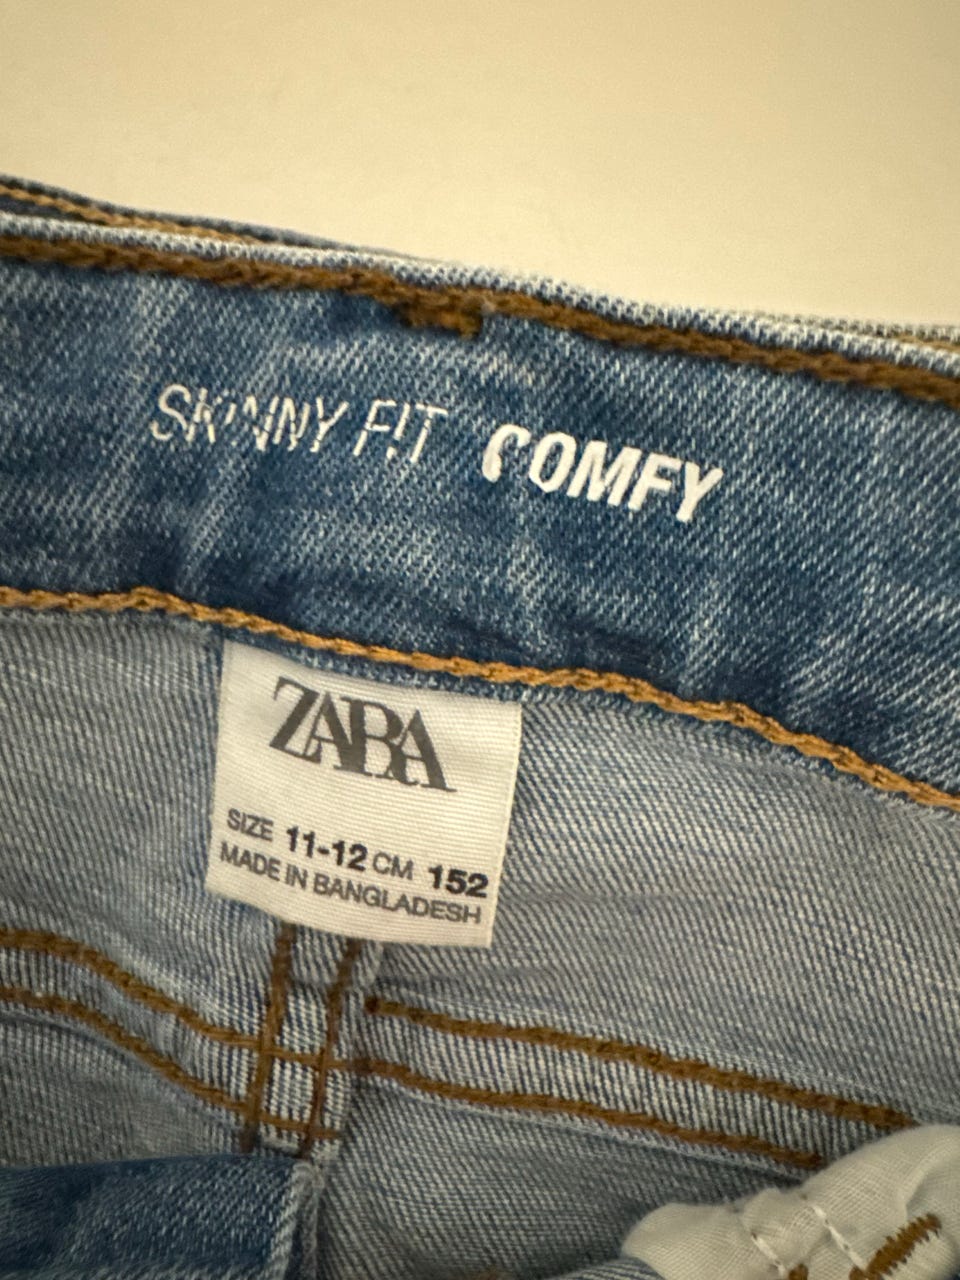 SKINNY FIT COMFY
ZARA
SIZE 11-12 CM 152
MADE IN BANGLADESH